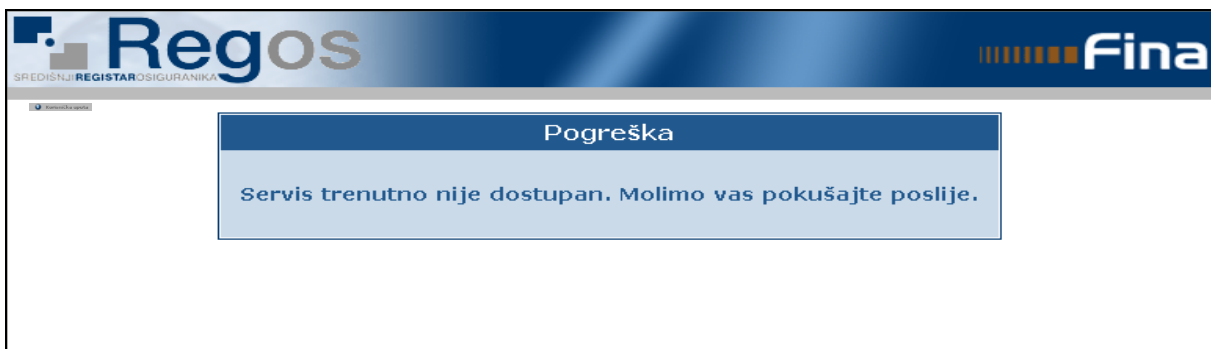 Regos
Fina
SREDIŠNJIREGISTAROSIGURANIKA
Pogreška
Servis trenutno nije dostupan. Molimo vas pokušajte poslije.